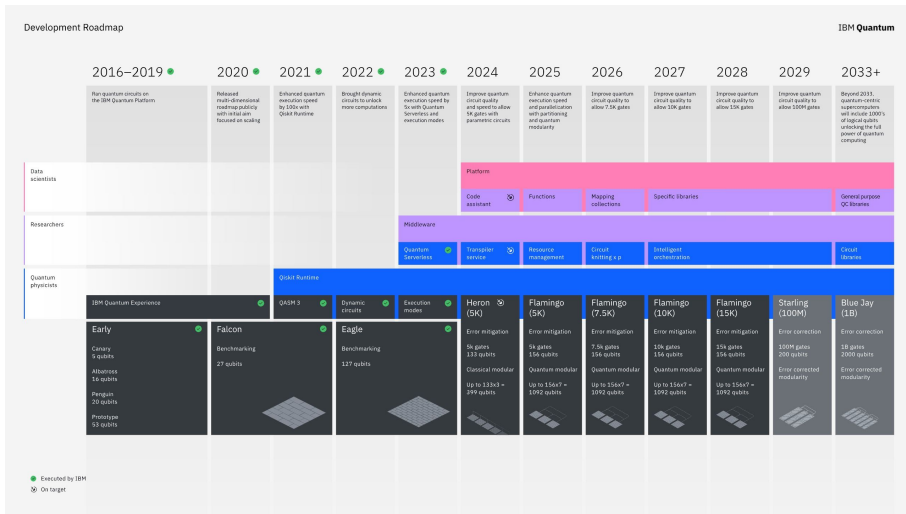 Development Roadmap
IBM Quantum
2016–2019
2020
2021
2022
2023
2024
2025
2026
2027
2028
2029
2033+
Ran quantum circuits on
the IBM Quantum Platform
Released
multi-dimensional
roadmap publicly
with initial aim
focused on scaling
Enhanced quantum
execution speed
by 100x with
Qiskit Runtime
Brought dynamic
circuits to unlock
more computations
Enhanced quantum
execution speed by
5x with Quantum
Serverless and
execution modes
Improve quantum
circuit quality
and speed to allow
5K gates with
parametric circuits
Enhance quantum
execution speed
and parallelization
with partitioning
and quantum
modularity
Improve quantum
circuit quality to
allow 7.5K gates
Improve quantum
circuit quality to
allow 10K gates
Improve quantum
circuit quality to
allow 15K gates
Improve quantum
circuit quality to
allow 100M gates
Beyond 2033,
quantum-centric
supercomputers
will include 1000's
of logical qubits
unlocking the full
power of quantum
computing
Data
scientists
Platform
Code
assistant
Functions
Mapping
collections
Specific libraries
General purpose
QC libraries
Researchers
Middleware
Quantum
Serverless
Transpiler
service
Resource
management
Circuit
knitting x p
Intelligent
orchestration
Circuit
libraries
Quantum
physicists
Qiskit Runtime
IBM Quantum Experience
QASM 3
Dynamic
circuits
Execution
modes
Early
Canary
5 qubits
Albatross
16 qubits
Penguin
20 qubits
Prototype
53 qubits
Falcon
Benchmarking
27 qubits
Eagle
Benchmarking
127 qubits
Heron
(5K)
Error mitigation
5k gates
133 qubits
Classical modular
Up to 133x3 =
399 qubits
Flamingo
(5K)
Error mitigation
5k gates
156 qubits
Quantum modular
Up to 156x7 =
1092 qubits
Flamingo
(7.5K)
Error mitigation
7.5k gates
156 qubits
Quantum modular
Up to 156x7 =
1092 qubits
Flamingo
(10K)
Error mitigation
10k gates
156 qubits
Quantum modular
Up to 156x7 =
1092 qubits
Flamingo
(15K)
Error mitigation
15k gates
156 qubits
Quantum modular
Up to 156x7 =
1092 qubits
Starling
(100M)
Error correction
100M gates
200 qubits
Error corrected
modularity
Blue Jay
(1B)
Error correction
1B gates
2000 qubits
Error corrected
modularity
Executed by IBM
On target